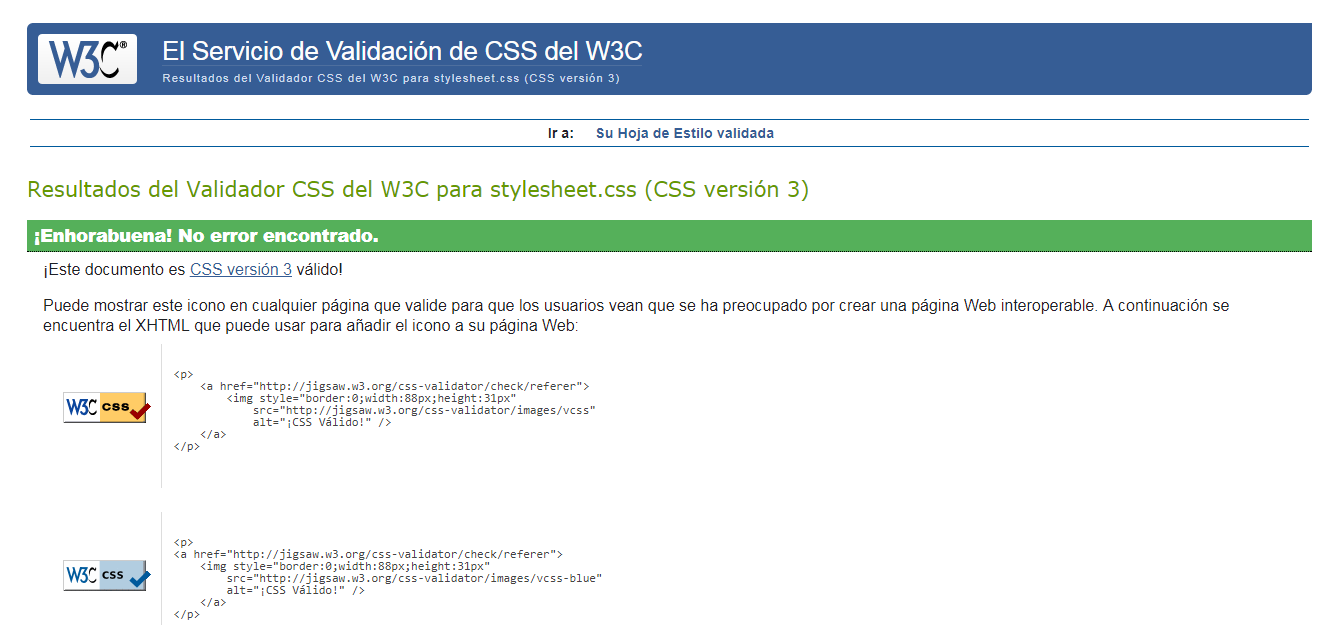 W3C®
El Servicio de Validación de CSS del W3C
Resultados del Validador CSS del W3C para stylesheet.css (CSS versión 3)
Ir a: Su Hoja de Estilo validada
Resultados del Validador CSS del W3C para stylesheet.css (CSS versión 3)
¡Enhorabuena! No error encontrado.
¡Este documento es CSS versión 3 válido!
Puede mostrar este icono en cualquier página que valide para que los usuarios vean que se ha preocupado por crear una página Web interoperable. A continuación se
encuentra el XHTML que puede usar para añadir el icono a su página Web:
W3C css
<p>
<a href="http://jigsaw.w3.org/css-validator/check/referer">
<img style="border:0;width:88px;height:31px"
src="http://jigsaw.w3.org/css-validator/images/vcss"
alt="¡CSS Válido!" />
</a>
</p>
W3C css
<p>
<a href="http://jigsaw.w3.org/css-validator/check/referer">
<img style="border:0;width:88px;height:31px"
src="http://jigsaw.w3.org/css-validator/images/vcss-blue"
alt="¡CSS Válido!" />
</a>
</p>